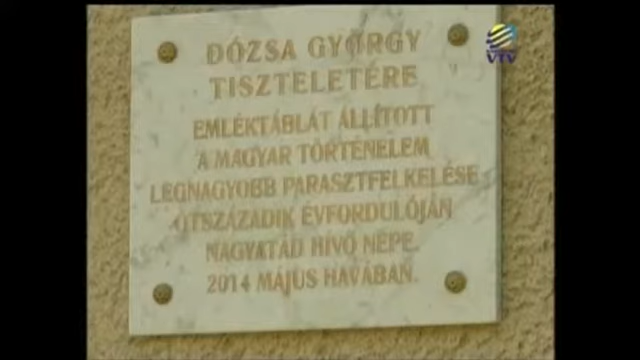 VTV
DÓZSA GYÖRGY
TISZTELETÉRE
EMLÉKTÁBLÁT ÁLLÍTOTT
A MAGYAR TÖRTÉNELEM
LEGNAGYOBB PARASZTFELKELÉSE
ÖTSZÁZADIK ÉVFORDULÓJÁN
NAGYATÁD HÍVŐ NÉPE.
2014 MÁJUS HAVÁBAN.